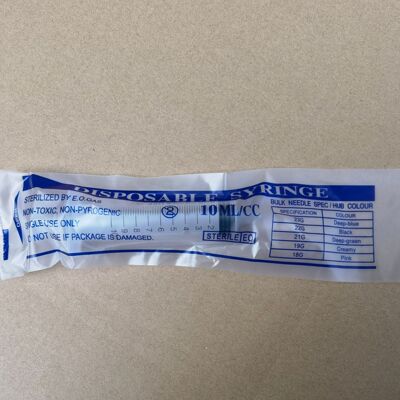 DISPOSABLE SYRINGE
STERILIZED BY E.O.GAS
NON-TOXIC, NON-PYROGENIC
SINGLE USE ONLY
DO NOT USE IF PACKAGE IS DAMAGED.
10ML/CC
STERILE EO
BULK NEEDLE SPEC / HUB COLOUR
SPECIFICATION COLOUR
23G Deep-blue
22G Black
21G Deep-green
19G Creamy
18G Pink